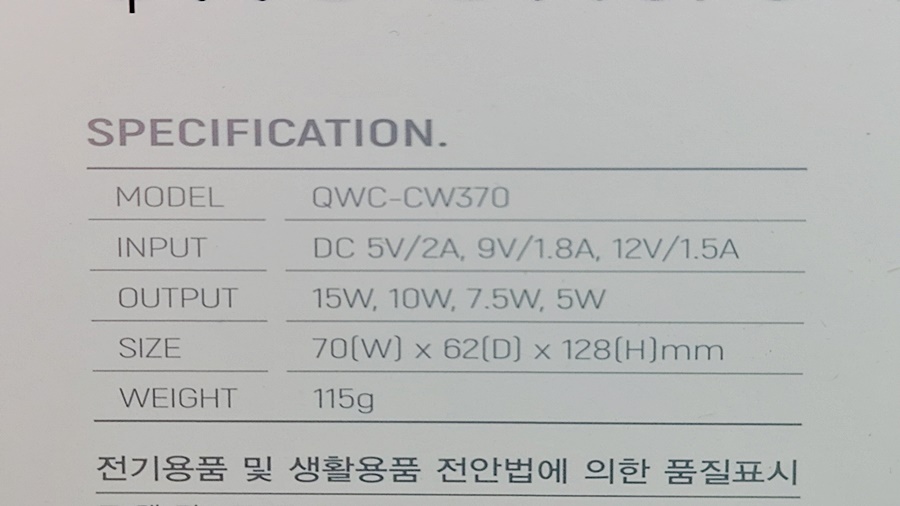 SPECIFICATION.
MODEL QWC-CW370
INPUT DC 5V/2A, 9V/1.8A, 12V/1.5A
OUTPUT 15W, 10W, 7.5W, 5W
SIZE 70(W) x 62(D) x 128(H)mm
WEIGHT 115g
전기용품 및 생활용품 전안법에 의한 품질표시